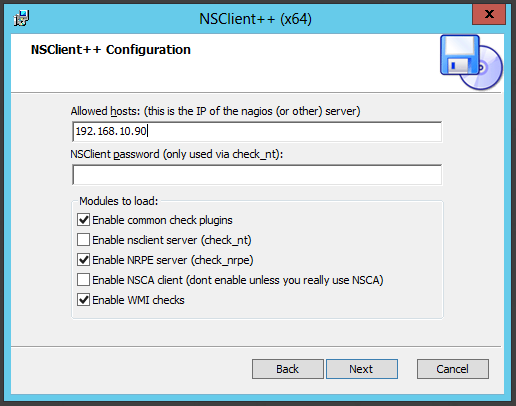 NSClient++ (x64)
x
NSClient++ Configuration
Allowed hosts: (this is the IP of the nagios (or other) server)
192.168.10.90
NSClient password (only used via check_nt):
Modules to load:
Enable common check plugins
Enable nsclient server (check_nt)
Enable NRPE server (check_nrpe)
Enable NSCA client (dont enable unless you really use NSCA)
Enable WMI checks
Back Next Cancel